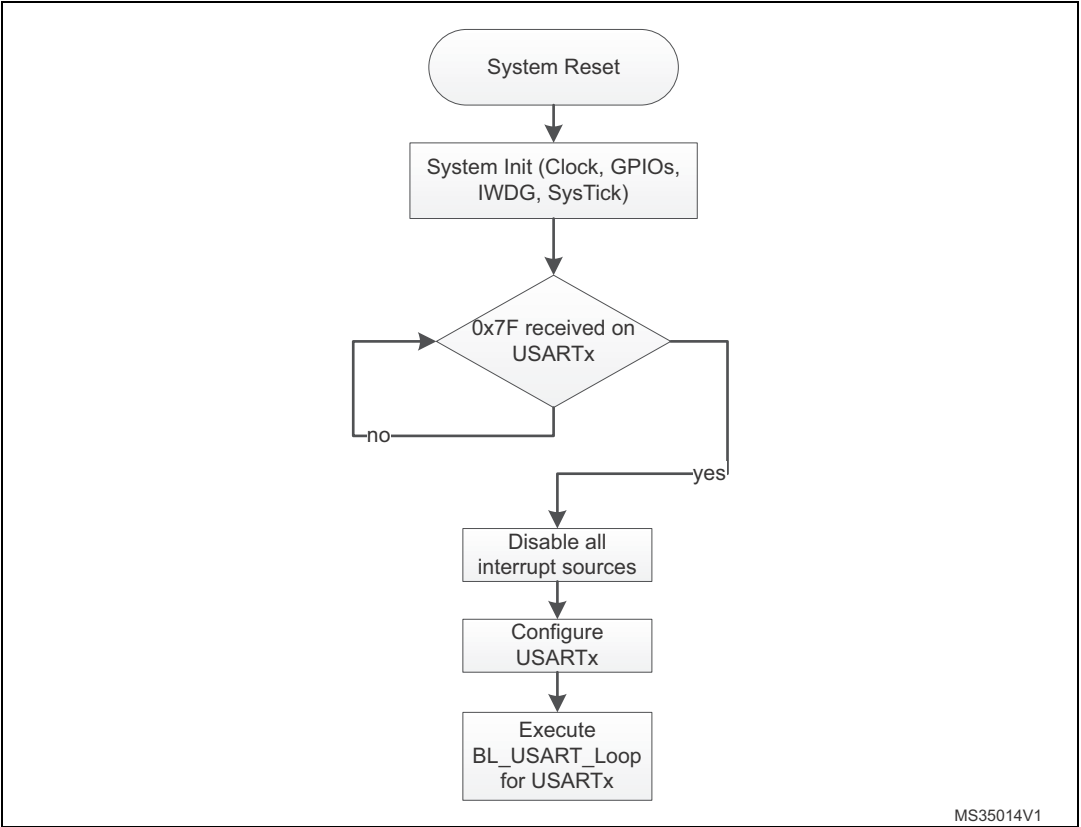 System Reset
System Init (Clock, GPIOs,
IWDG, SysTick)
0x7F received on
USARTx
no
yes
Disable all
interrupt sources
Configure
USARTx
Execute
BL_USART_Loop
for USARTx
MS35014V1